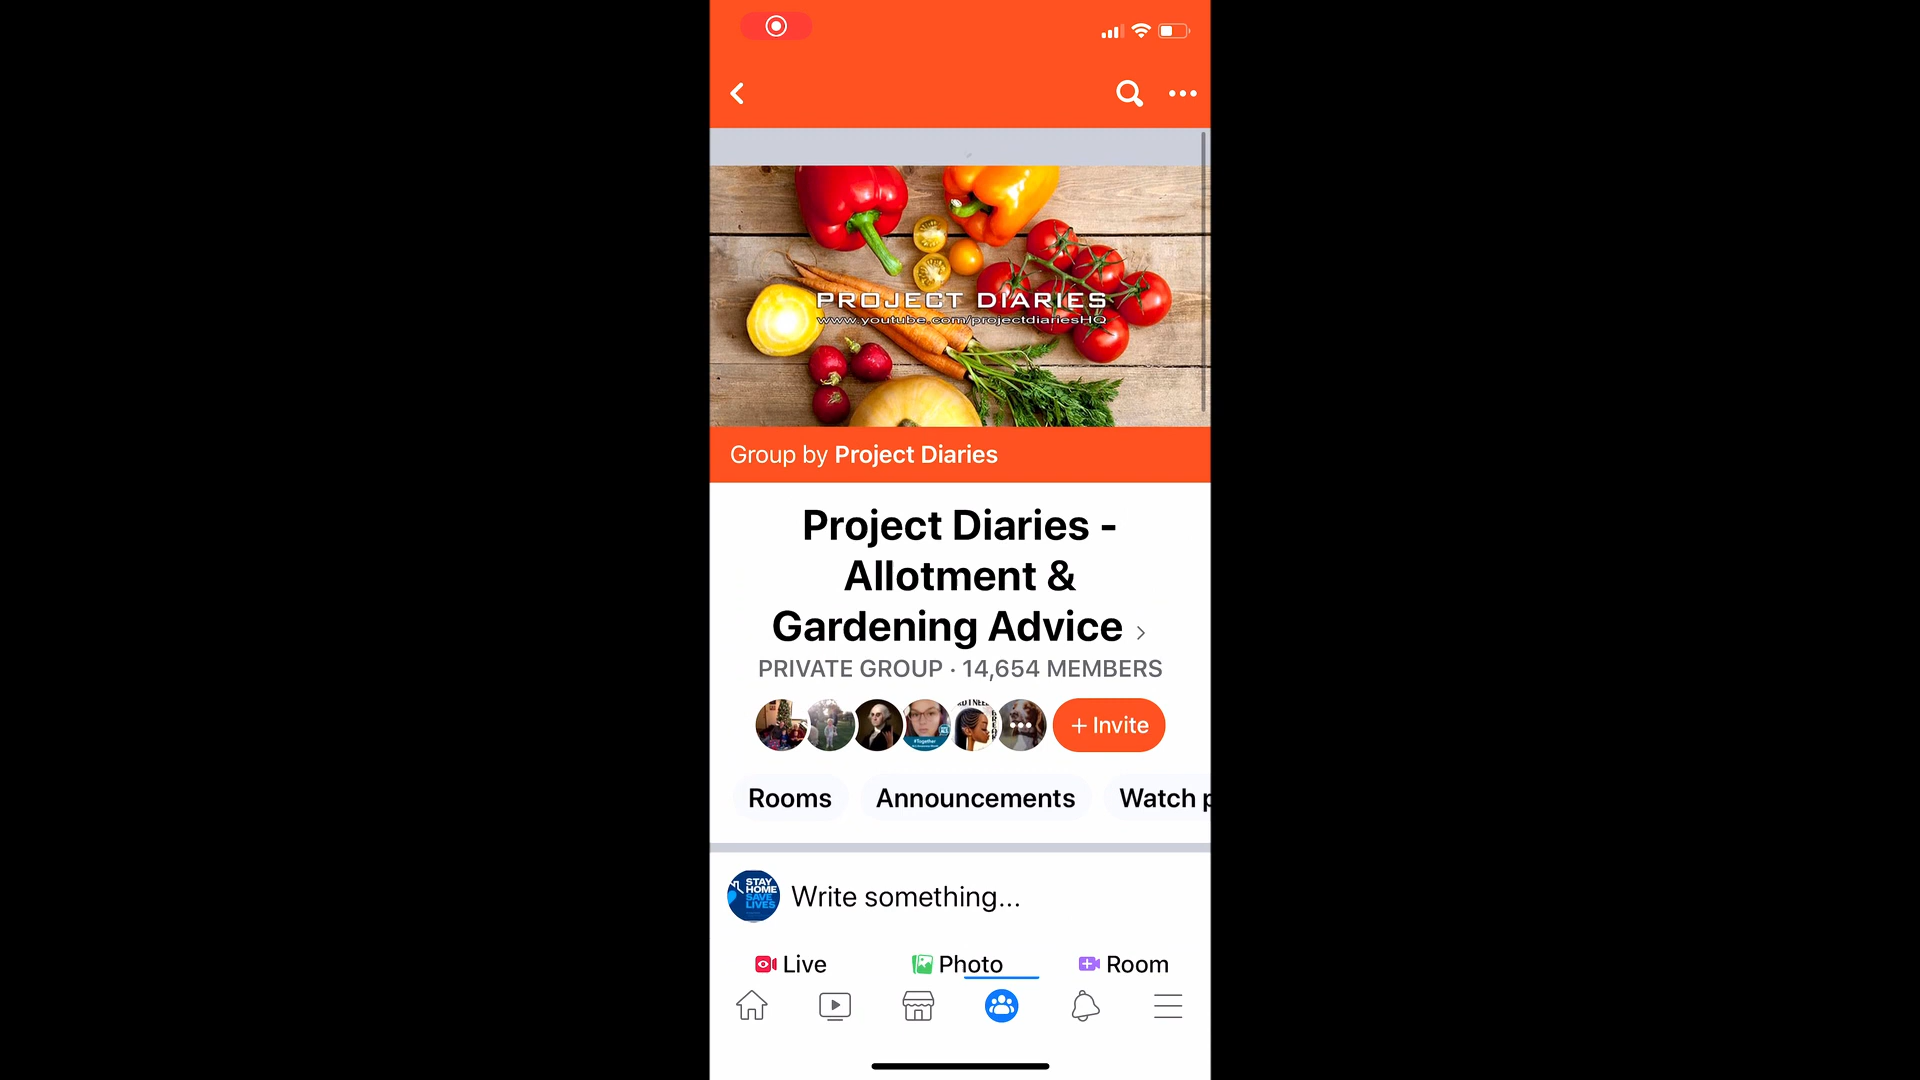 PROJECT DIARIES
www.youtube.com/projectdiariesHQ
Group by Project Diaries
Project Diaries -
Allotment &
Gardening Advice
PRIVATE GROUP · 14,654 MEMBERS
+ Invite
Rooms
Announcements
Watch p
STAY
HOME
SAVE
LIVES
Write something...
Live
Photo
Room